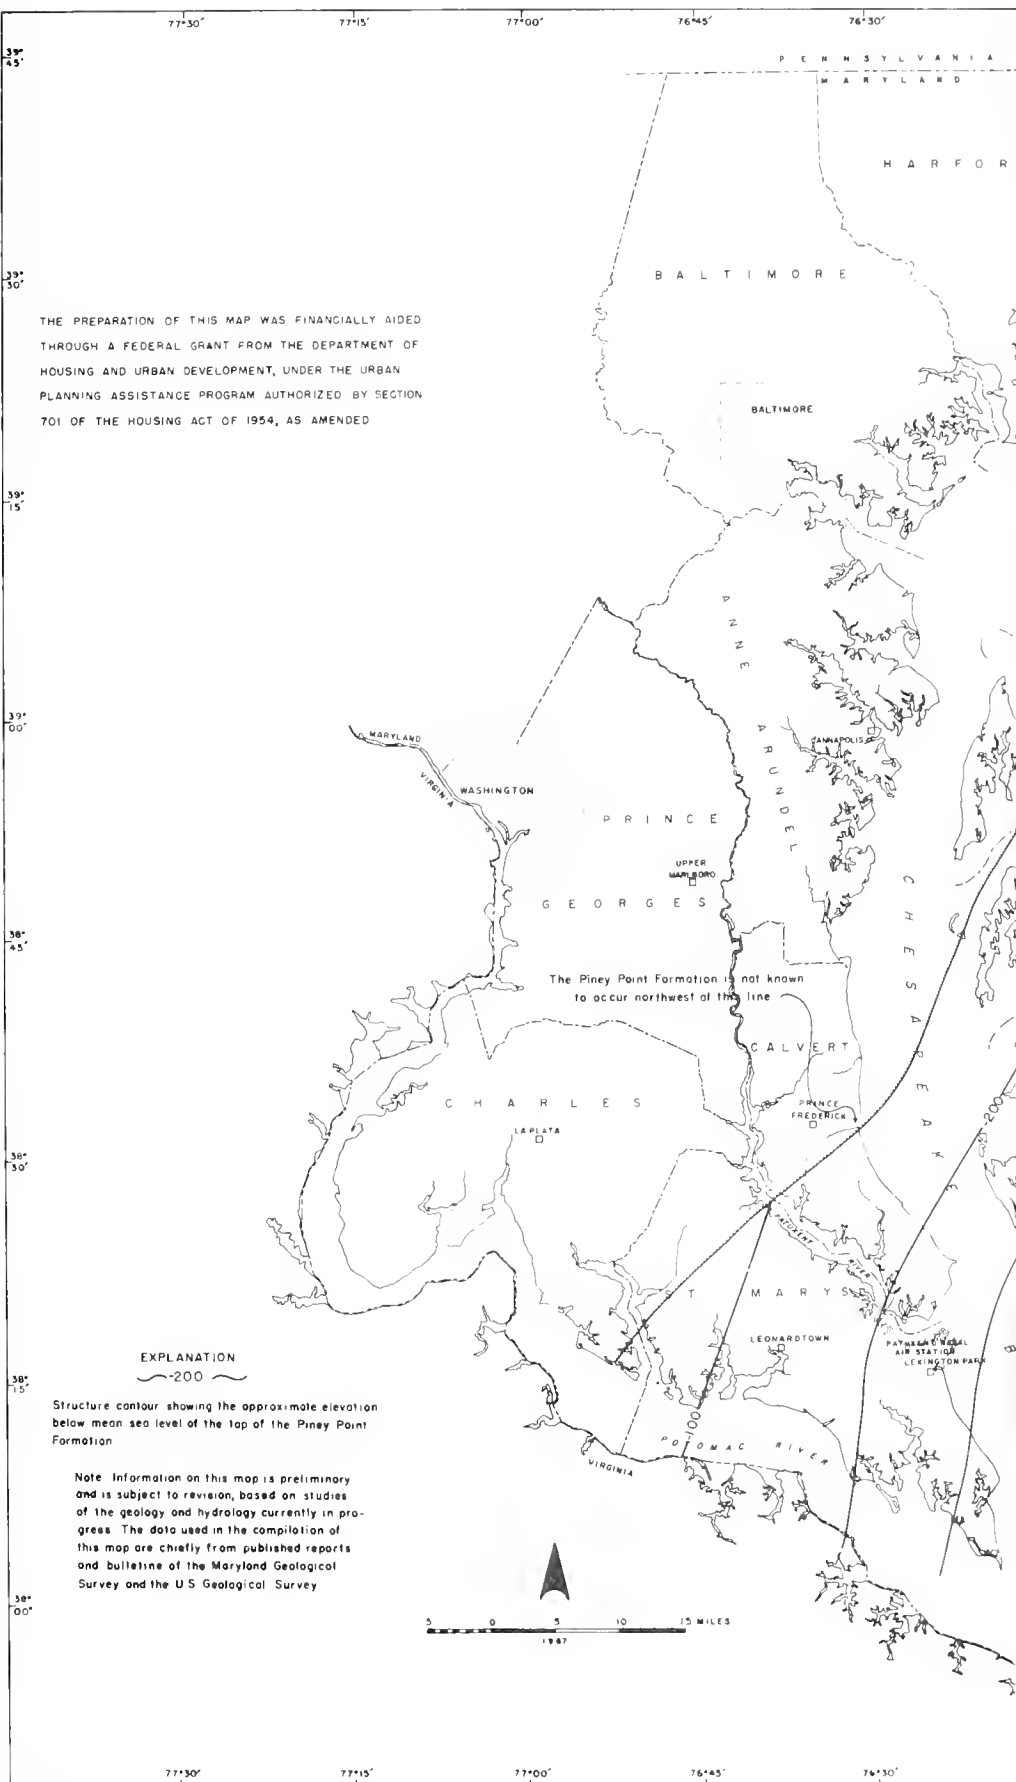 77°30' 77°15' 77°00' 76°45' 76°30'
39° 45'
PENNSYLVANIA
MARYLAND
HARFOR
39° 30'
BALTIMORE
THE PREPARATION OF THIS MAP WAS FINANCIALLY AIDED
THROUGH A FEDERAL GRANT FROM THE DEPARTMENT OF
HOUSING AND URBAN DEVELOPMENT, UNDER THE URBAN
PLANNING ASSISTANCE PROGRAM AUTHORIZED BY SECTION
701 OF THE HOUSING ACT OF 1954, AS AMENDED
BALTIMORE
39° 15'
ANNE ARUNDEL
39° 00'
MARYLAND
VIRGINIA
WASHINGTON
ANNAPOLIS
PRINCE
GEORGES
UPPER
MARLBORO
CHESAPEAKE
B
38° 45'
The Piney Point Formation is not known
to occur northwest of this line
CALVERT
CHARLES
PRINCE
FREDERICK
LA PLATA
-200
38° 30'
PATUXENT RIVER
ST MARYS
LEONARDTOWN
PATUXENT NAVAL
AIR STATION
LEXINGTON PARK
EXPLANATION
-200
38° 15'
Structure contour showing the approximate elevation
below mean sea level of the top of the Piney Point
Formation
-100
POTOMAC RIVER
VIRGINIA
Note Information on this map is preliminary
and is subject to revision, based on studies
of the geology and hydrology currently in pro-
gress The data used in the compilation of
this map are chiefly from published reports
and bulletins of the Maryland Geological
Survey and the U S Geological Survey
38° 00'
5 0 5 10 15 MILES
1967
77°30' 77°15' 77°00' 76°45' 76°30'